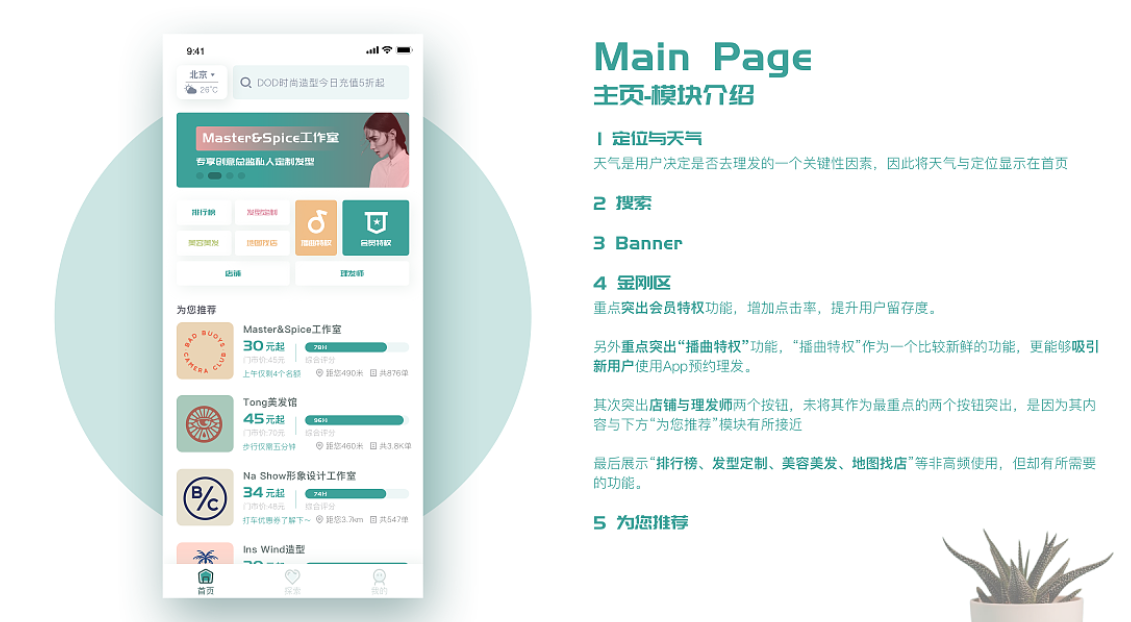 9:41
北京
26°C
DOD时尚造型今日充值5折起
Master&Spice工作室
专享创意总监私人定制发型
排行榜
发型定制
美容美发
地图找店
播曲特权
会员特权
店铺
理发师
为您推荐
BAD BUOYS
CAMERA CLUB
Master&Spice工作室
30元起
78%
门市价:45元
综合评分
上午仅剩4个名额
距您490米
共876单
Tong美发馆
45元起
96%
门市价:70元
综合评分
步行仅需五分钟
距您460米
共3.8K单
B/C
Na Show形象设计工作室
34元起
74%
门市价:48元
综合评分
打车优惠券了解下~
距您3.7km
共547单
Ins Wind造型
首页
探索
我的
Main Page
主页-模块介绍
1 定位与天气
天气是用户决定是否去理发的一个关键性因素，因此将天气与定位显示在首页
2 搜索
3 Banner
4 金刚区
重点突出会员特权功能，增加点击率，提升用户留存度。
另外重点突出“播曲特权”功能，“播曲特权”作为一个比较新鲜的功能，更能够吸引
新用户使用App预约理发。
其次突出店铺与理发师两个按钮，未将其作为最重点的两个按钮突出，是因为其内
容与下方“为您推荐”模块有所接近
最后展示“排行榜、发型定制、美容美发、地图找店”等非高频使用，但却有所需要
的功能。
5 为您推荐